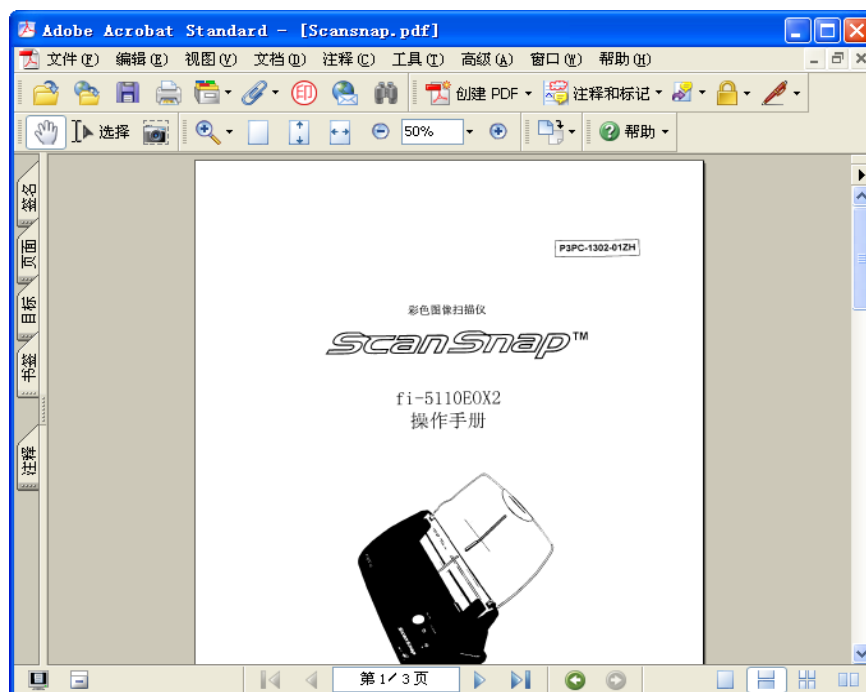 Adobe Acrobat Standard - [Scansnap.pdf]
文件(F) 编辑(E) 视图(V) 文档(D) 注释(C) 工具(T) 高级(A) 窗口(W) 帮助(H)
印 创建 PDF 注释和标记
选择 50% 帮助
签名
页面
目标
书签
注释
P3PC-1302-01ZH
彩色图像扫描仪
ScanSnap™
fi-5110EOX2
操作手册
ScanSnap
第 1/3 页